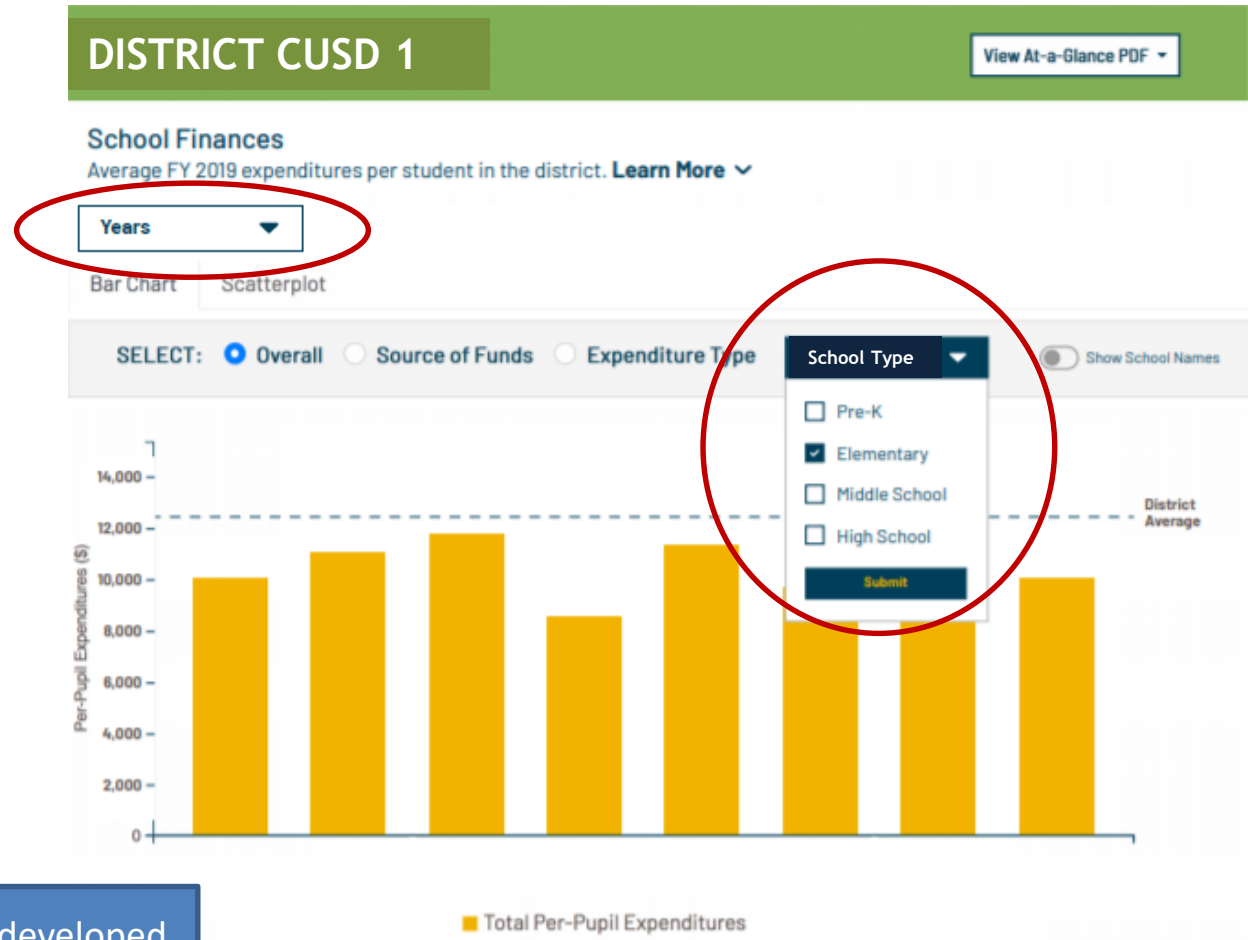 DISTRICT CUSD 1
View At-a-Glance PDF
School Finances
Average FY 2019 expenditures per student in the district. Learn More
Years
Bar Chart Scatterplot
SELECT: Overall Source of Funds Expenditure Type School Type Show School Names
Pre-K
Elementary
Middle School
High School
Submit
Per-Pupil Expenditures ($)
14,000
12,000
10,000
8,000
6,000
4,000
2,000
0
District
Average
Total Per-Pupil Expenditures
developed